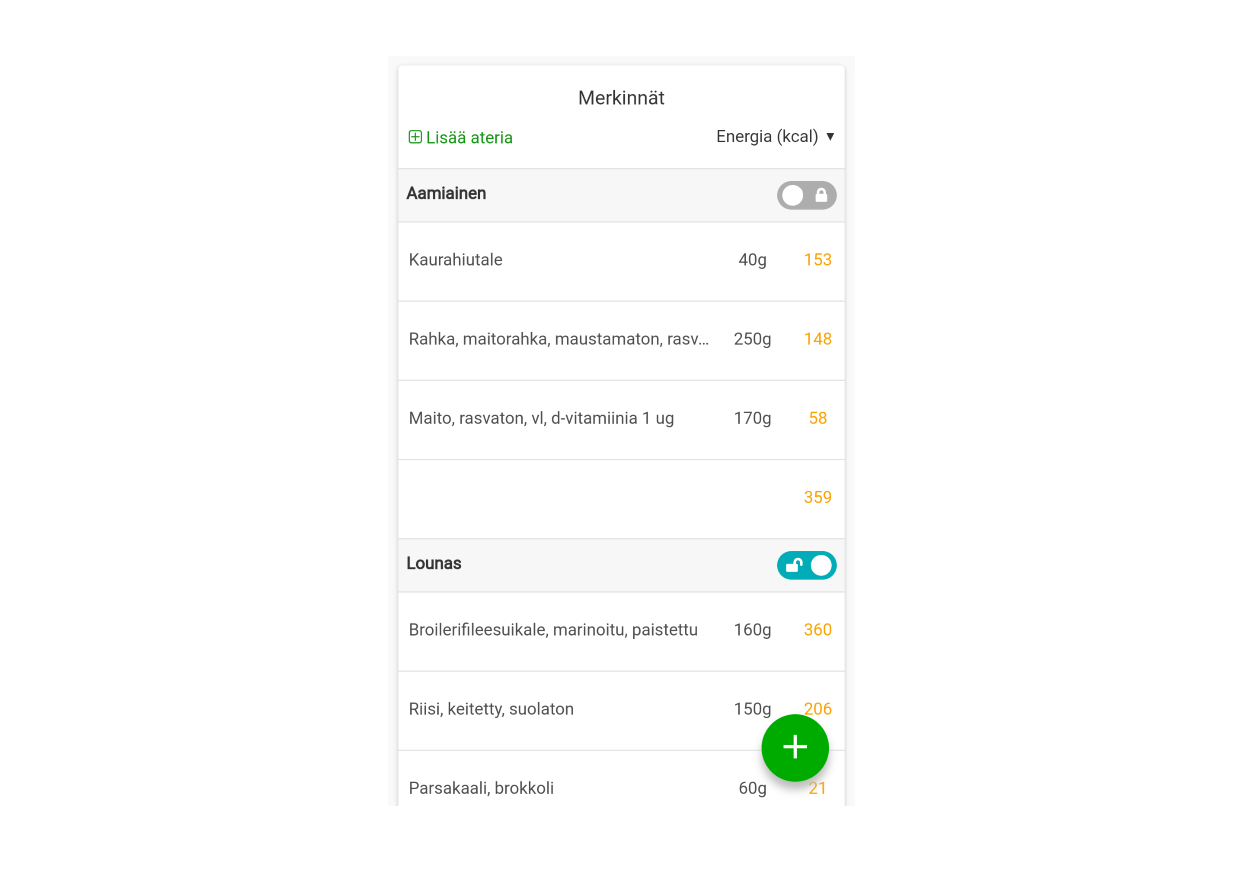 Merkinnät
Lisää ateria Energia (kcal) ▼
Aamiainen
Kaurahiutale 40g 153
Rahka, maitorahka, maustamaton, rasv... 250g 148
Maito, rasvaton, vl, d-vitamiinia 1 ug 170g 58
359
Lounas
Broilerifileesuikale, marinoitu, paistettu 160g 360
Riisi, keitetty, suolaton 150g 206
Parsakaali, brokkoli 60g 21